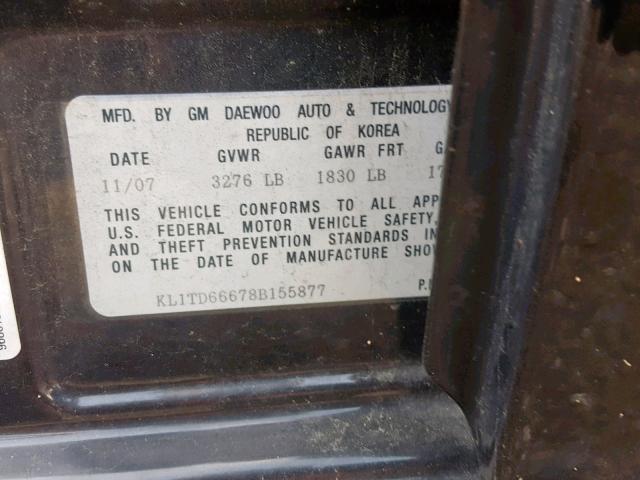 MFD. BY GM DAEWOO AUTO & TECHNOLOGY
REPUBLIC OF KOREA
DATE GVWR GAWR FRT
11/07 3276 LB 1830 LB
THIS VEHICLE CONFORMS TO ALL
U.S. FEDERAL MOTOR VEHICLE SAFETY,
AND THEFT PREVENTION STANDARDS IN
ON THE DATE OF MANUFACTURE
KL1TD66678B155877